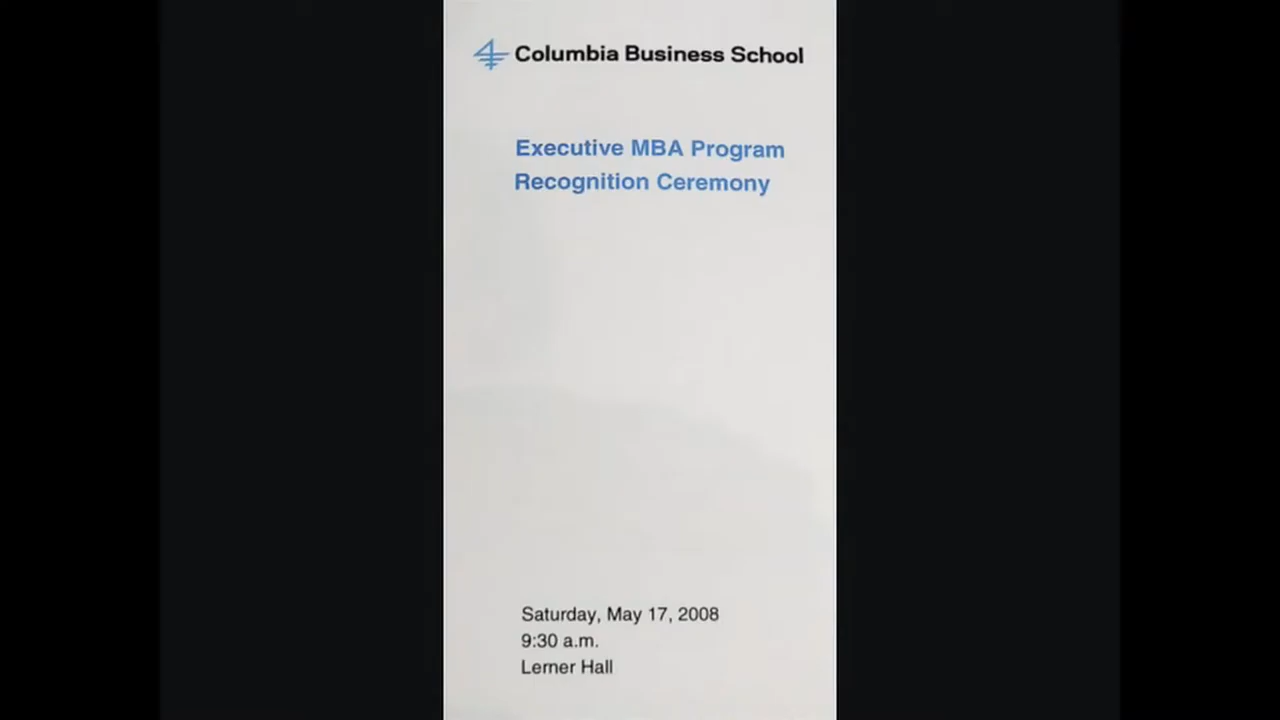 Columbia Business School
Executive MBA Program
Recognition Ceremony
Saturday, May 17, 2008
9:30 a.m.
Lerner Hall